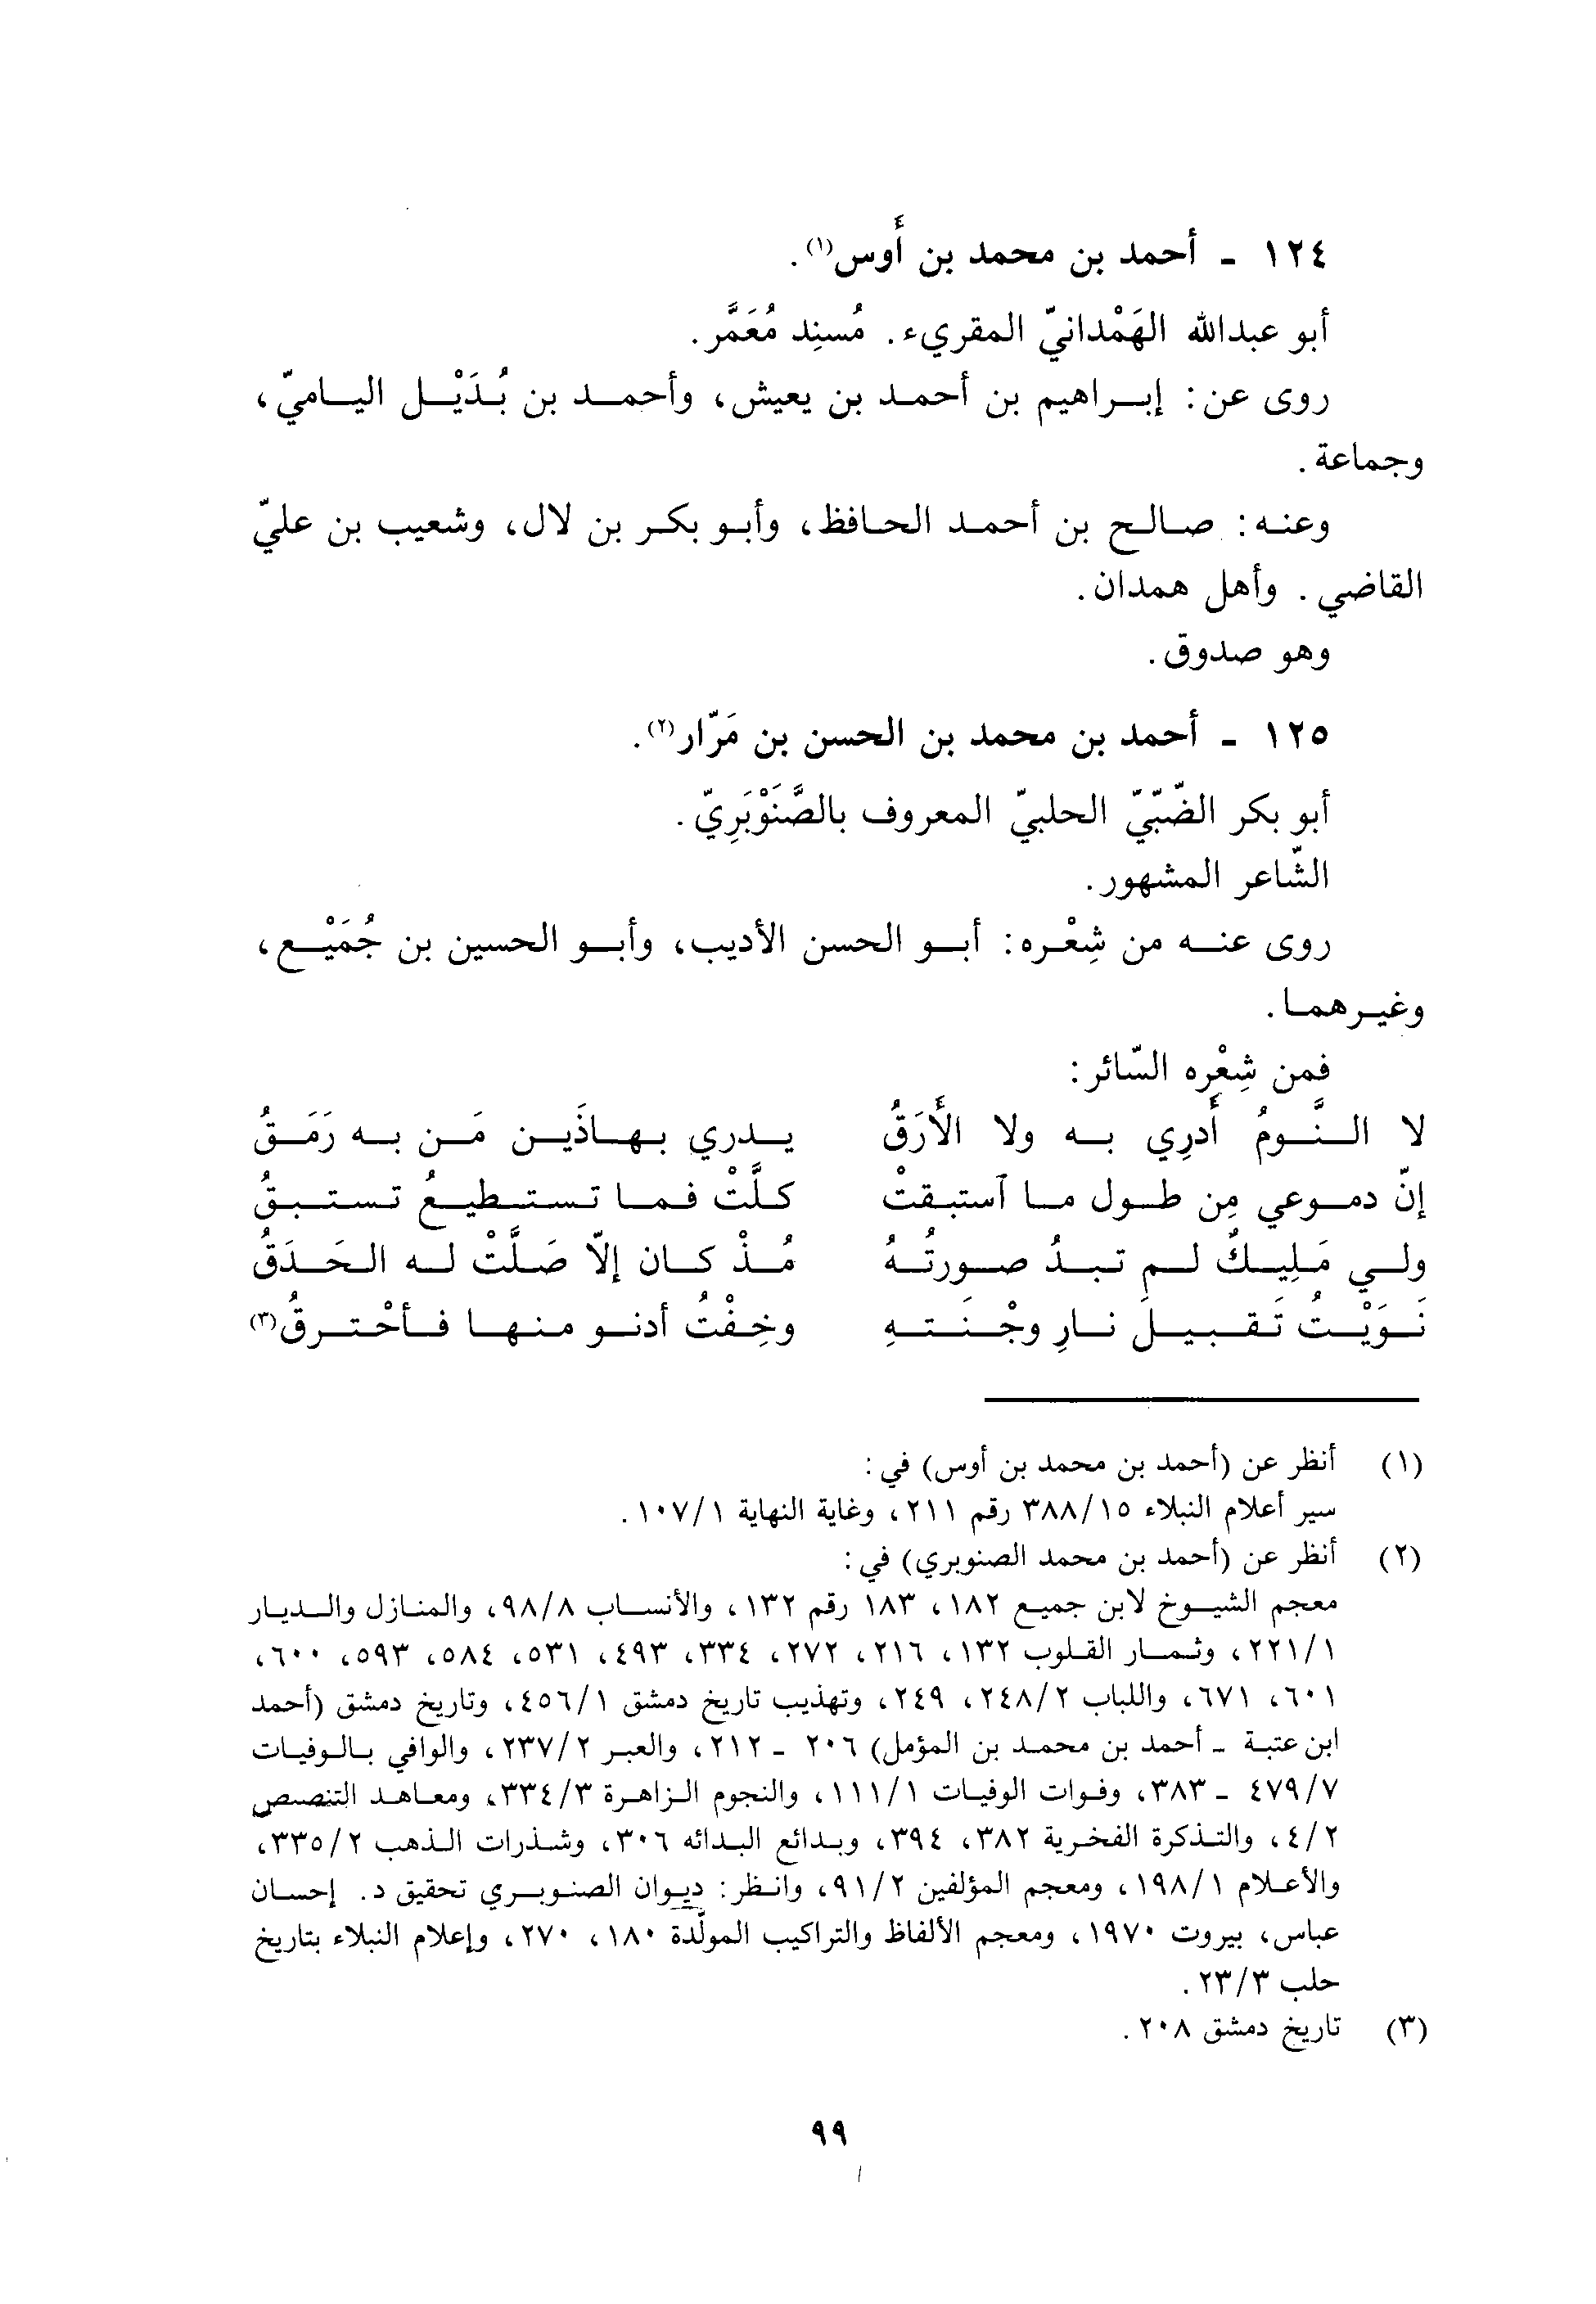 ١٢٤ - أحمد بن محمد بن أَوس(١).
أبو عبدالله الهَمْدانيّ المقريء. مُسنِد مُعَمَّر.
روى عن: إبراهيم بن أحمد بن يعيش، وأحمد بن بُدَيْل الياميّ،
وجماعة.
وعنه: صالح بن أحمد الحافظ، وأبو بكر بن لال، وشعيب بن عليّ
القاضي. وأهل همدان.
وهو صدوق.
١٢٥ - أحمد بن محمد بن الحسن بن مَرّار(٢).
أبو بكر الضّبّيّ الحلبيّ المعروف بالصَّنَوْبَرِيّ.
الشّاعر المشهور.
روى عنه من شِعْره: أبو الحسن الأديب، وأبو الحسين بن جُمَيْع،
وغيرهما.
فمن شِعْرِه السّائر:
لا النَّومُ أَدرِي به ولا الأَرَقُ يدري بهاذَين مَن به رَمَقُ
إنّ دموعي مِن طول ما آستبقتْ كلَّتْ فما تستطيعُ تستبقُ
ولي مَلِيكٌ لم تبدُ صورتُهُ مُذْ كان إلاّ صَلَّتْ له الحَدَقُ
نَوَيْتُ تَقبيلَ نارِ وجْنَتهِ وخِفْتُ أدنو منها فأحْترقُ(٣)
(١) أنظر عن (أحمد بن محمد بن أوس) في:
سير أعلام النبلاء ٣٨٨/١٥ رقم ٢١١، وغاية النهاية ١٠٧/١.
(٢) أنظر عن (أحمد بن محمد الصنوبري) في:
معجم الشيوخ لابن جميع ١٨٢، ١٨٣ رقم ١٣٢، والأنساب ٩٨/٨، والمنازل والديار
٢٢١/١، وثمار القلوب ١٣٢، ٢١٦، ٢٧٢، ٣٣٤، ٤٩٣، ٥٣١، ٥٨٤، ٥٩٣، ٦٠٠،
٦٠١، ٦٧١، واللباب ٢٤٨/٢، ٢٤٩، وتهذيب تاريخ دمشق ٤٥٦/١، وتاريخ دمشق (أحمد
ابن عتبة - أحمد بن محمد بن المؤمل) ٢٠٦ - ٢١٢، والعبر ٢٣٧/٢، والوافي بالوفيات
٤٧٩/٧ - ٣٨٣، وفوات الوفيات ١١١/١، والنجوم الزاهرة ٣٣٤/٣، ومعاهد التنصيص
٤/٢، والتذكرة الفخرية ٣٨٢، ٣٩٤، وبدائع البدائه ٣٠٦، وشذرات الذهب ٣٣٥/٢،
والأعلام ١٩٨/١، ومعجم المؤلفين ٩١/٢، وانظر: ديوان الصنوبري تحقيق د. إحسان
عباس، بيروت ١٩٧٠، ومعجم الألفاظ والتراكيب المولّدة ١٨٠، ٢٧٠، وإعلام النبلاء بتاريخ
حلب ٢٣/٣.
(٣) تاريخ دمشق ٢٠٨.
٩٩